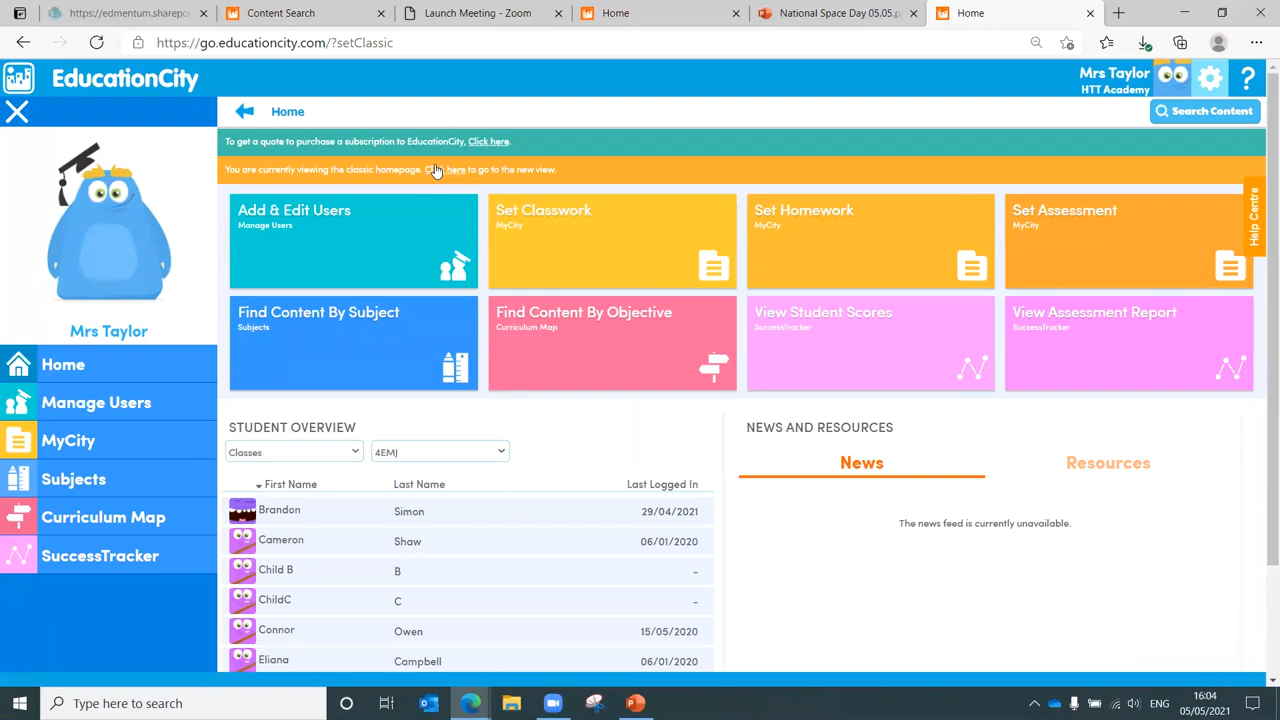 https://edmentum.sharepo
Content Search
Launch Meeting - Zoom
Home
National Space Day 05.05.p
Home
https://go.educationcity.com/?setClassic
EducationCity
Mrs Taylor
HTT Academy
?
Home
Search Content
To get a quote to purchase a subscription to EducationCity, Click here.
You are currently viewing the classic homepage. Click here to go to the new view.
Help Centre
Add & Edit Users
Manage Users
Set Classwork
MyCity
Set Homework
MyCity
Set Assessment
MyCity
Find Content By Subject
Subjects
Find Content By Objective
Curriculum Map
View Student Scores
SuccessTracker
View Assessment Report
SuccessTracker
Mrs Taylor
Home
Manage Users
MyCity
Subjects
Curriculum Map
SuccessTracker
STUDENT OVERVIEW
Classes
4EMJ
First Name Last Name Last Logged In
Brandon Simon 29/04/2021
Cameron Shaw 06/01/2020
Child B B -
ChildC C -
Connor Owen 15/05/2020
Eliana Campbell 06/01/2020
NEWS AND RESOURCES
News
Resources
The news feed is currently unavailable.
Type here to search
ENG
16:04
05/05/2021